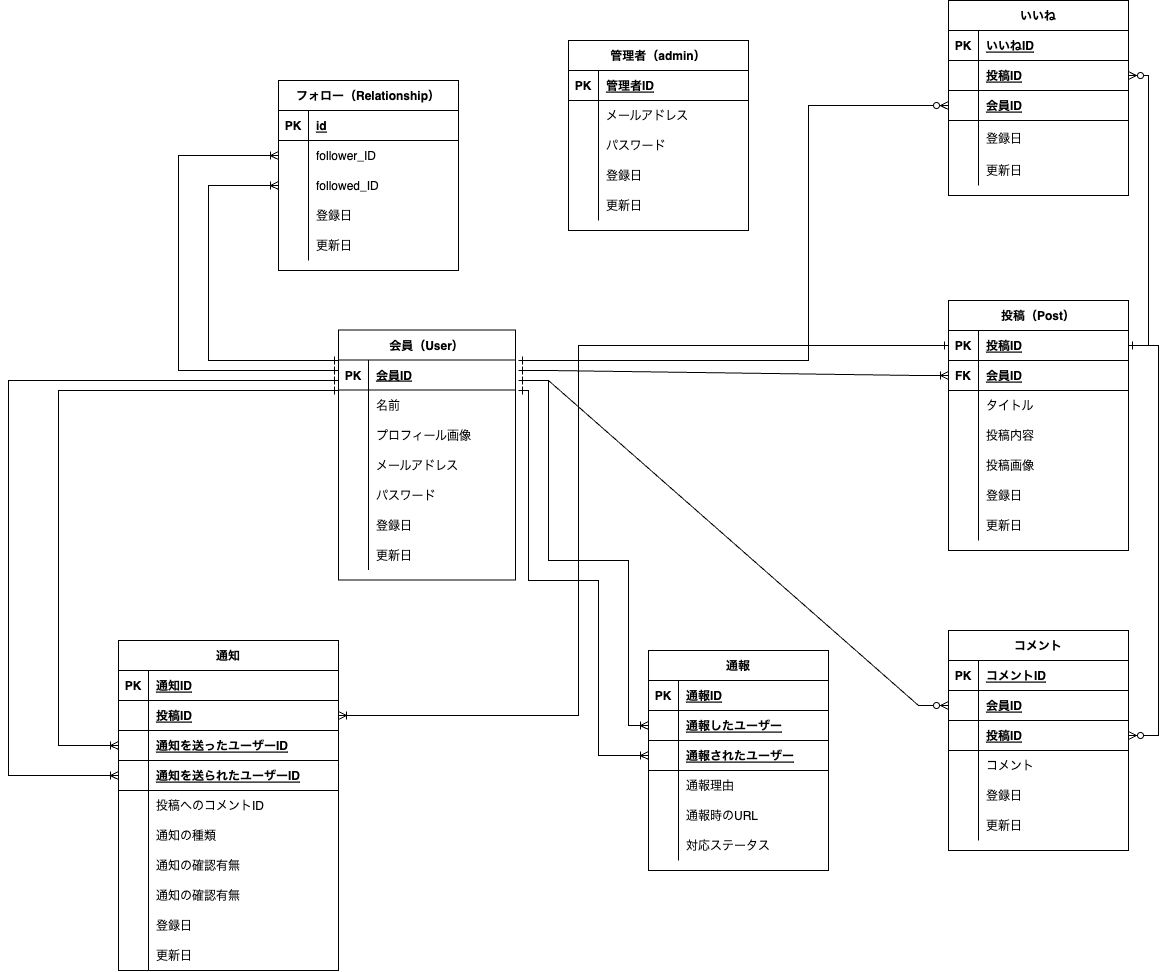 いいね
PK いいねID
投稿ID
会員ID
登録日
更新日
管理者（admin）
PK 管理者ID
メールアドレス
パスワード
登録日
更新日
フォロー（Relationship）
PK id
follower_ID
followed_ID
登録日
更新日
会員（User）
PK 会員ID
名前
プロフィール画像
メールアドレス
パスワード
登録日
更新日
投稿（Post）
PK 投稿ID
FK 会員ID
タイトル
投稿内容
投稿画像
登録日
更新日
通知
PK 通知ID
投稿ID
通知を送ったユーザーID
通知を送られたユーザーID
投稿へのコメントID
通知の種類
通知の確認有無
通知の確認有無
登録日
更新日
通報
PK 通報ID
通報したユーザー
通報されたユーザー
通報理由
通報時のURL
対応ステータス
コメント
PK コメントID
会員ID
投稿ID
コメント
登録日
更新日